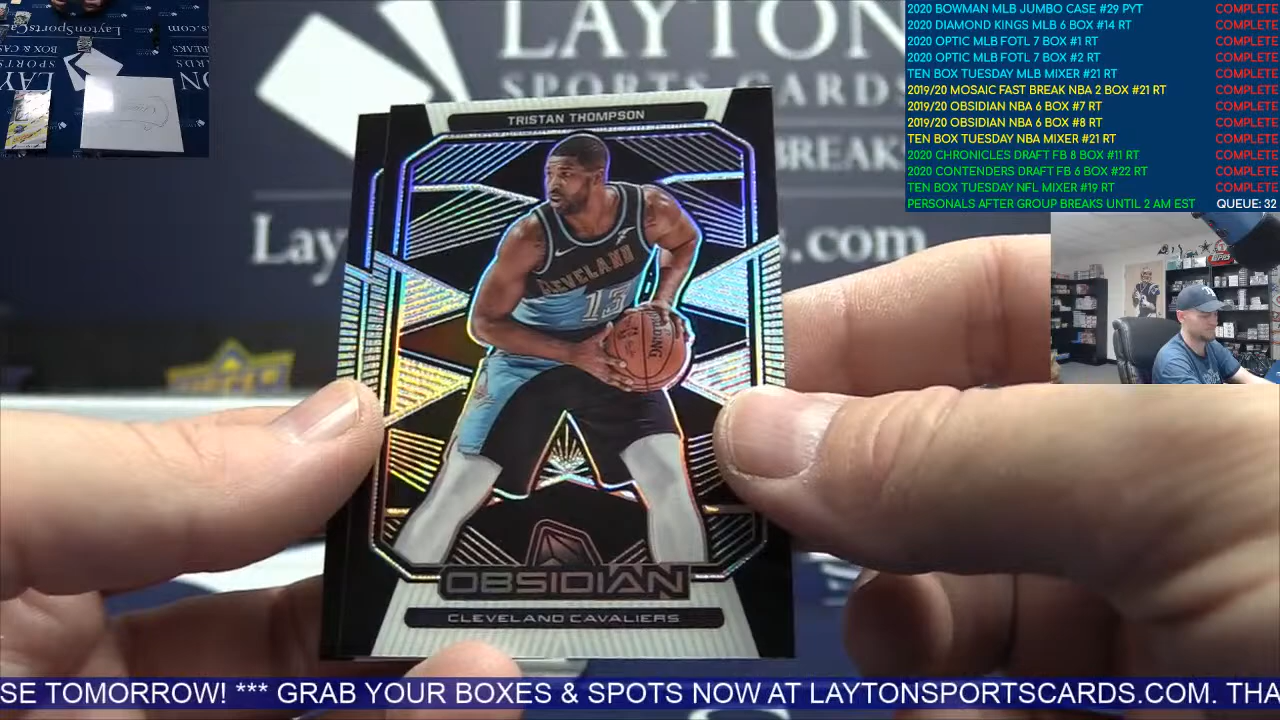 LAYTON
SPORTS CARDS
BREAK
Lay
s.com
TRISTAN THOMPSON
CLEVELAND
13
SPALDING
OBSIDIAN
CLEVELAND CAVALIERS
2020 BOWMAN MLB JUMBO CASE #29 PYT COMPLETE
2020 DIAMOND KINGS MLB 6 BOX #14 RT COMPLETE
2020 OPTIC MLB FOTL 7 BOX #1 RT COMPLETE
2020 OPTIC MLB FOTL 7 BOX #2 RT COMPLETE
TEN BOX TUESDAY MLB MIXER #21 RT COMPLETE
2019/20 MOSAIC FAST BREAK NBA 2 BOX #21 RT COMPLETE
2019/20 OBSIDIAN NBA 6 BOX #7 RT COMPLETE
2019/20 OBSIDIAN NBA 6 BOX #8 RT COMPLETE
TEN BOX TUESDAY NBA MIXER #21 RT COMPLETE
2020 CHRONICLES DRAFT FB 8 BOX #11 RT COMPLETE
2020 CONTENDERS DRAFT FB 6 BOX #22 RT COMPLETE
TEN BOX TUESDAY NFL MIXER #19 RT COMPLETE
PERSONALS AFTER GROUP BREAKS UNTIL 2 AM EST QUEUE: 32
SE TOMORROW! *** GRAB YOUR BOXES & SPOTS NOW AT LAYTONSPORTSCARDS.COM. THA